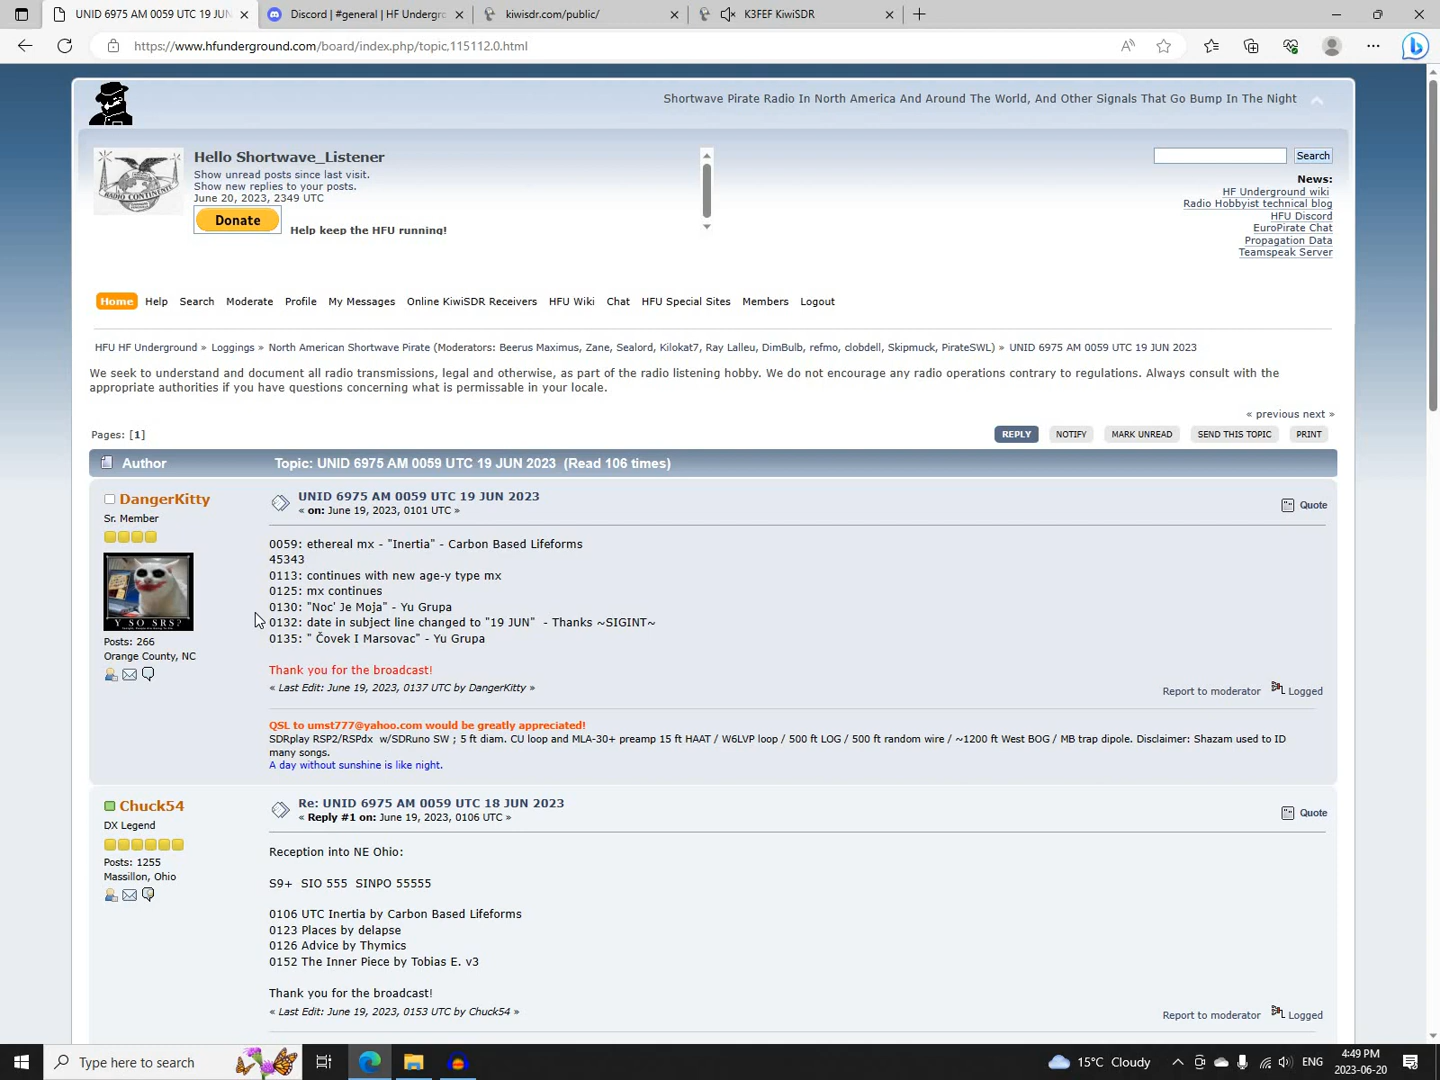 UNID 6975 AM 0059 UTC 19 JUN
Discord | #general | HF Undergr
kiwisdr.com/public/
K3FEF KiwiSDR
https://www.hfunderground.com/board/index.php/topic,115112.0.html
Shortwave Pirate Radio In North America And Around The World, And Other Signals That Go Bump In The Night
RADIO CONTINENTE
Hello Shortwave_Listener
Show unread posts since last visit.
Show new replies to your posts.
June 20, 2023, 2349 UTC
Donate
Help keep the HFU running!
Search
News:
HF Underground wiki
Radio Hobbyist technical blog
HFU Discord
EuroPirate Chat
Propagation Data
Teamspeak Server
Home Help Search Moderate Profile My Messages Online KiwiSDR Receivers HFU Wiki Chat HFU Special Sites Members Logout
HFU HF Underground » Loggings » North American Shortwave Pirate (Moderators: Beerus Maximus, Zane, Sealord, Kilokat7, Ray Lalleu, DimBulb, refmo, clobdell, Skipmuck, PirateSWL) » UNID 6975 AM 0059 UTC 19 JUN 2023
We seek to understand and document all radio transmissions, legal and otherwise, as part of the radio listening hobby. We do not encourage any radio operations contrary to regulations. Always consult with the
appropriate authorities if you have questions concerning what is permissable in your locale.
« previous next »
Pages: [1]
REPLY NOTIFY MARK UNREAD SEND THIS TOPIC PRINT
Author Topic: UNID 6975 AM 0059 UTC 19 JUN 2023 (Read 106 times)
DangerKitty
Sr. Member
Y SO SRS?
Posts: 266
Orange County, NC
UNID 6975 AM 0059 UTC 19 JUN 2023
« on: June 19, 2023, 0101 UTC »
Quote
0059: ethereal mx - "Inertia" - Carbon Based Lifeforms
45343
0113: continues with new age-y type mx
0125: mx continues
0130: "Noc' Je Moja" - Yu Grupa
0132: date in subject line changed to "19 JUN" - Thanks ~SIGINT~
0135: " Čovek I Marsovac" - Yu Grupa
Thank you for the broadcast!
« Last Edit: June 19, 2023, 0137 UTC by DangerKitty »
Report to moderator Logged
QSL to umst777@yahoo.com would be greatly appreciated!
SDRplay RSP2/RSPdx w/SDRuno SW ; 5 ft diam. CU loop and MLA-30+ preamp 15 ft HAAT / W6LVP loop / 500 ft LOG / 500 ft random wire / ~1200 ft West BOG / MB trap dipole. Disclaimer: Shazam used to ID
many songs.
A day without sunshine is like night.
Chuck54
DX Legend
Posts: 1255
Massillon, Ohio
Re: UNID 6975 AM 0059 UTC 18 JUN 2023
« Reply #1 on: June 19, 2023, 0106 UTC »
Quote
Reception into NE Ohio:
S9+ SIO 555 SINPO 55555
0106 UTC Inertia by Carbon Based Lifeforms
0123 Places by delapse
0126 Advice by Thymics
0152 The Inner Piece by Tobias E. v3
Thank you for the broadcast!
« Last Edit: June 19, 2023, 0153 UTC by Chuck54 »
Report to moderator Logged
Type here to search
15°C Cloudy
ENG
4:49 PM
2023-06-20